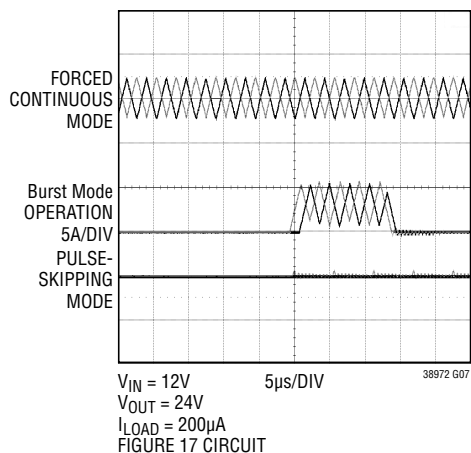 FORCED
CONTINUOUS
MODE
Burst Mode
OPERATION
5A/DIV
PULSE-
SKIPPING
MODE
V_IN = 12V
V_OUT = 24V
I_LOAD = 200µA
FIGURE 17 CIRCUIT
5µs/DIV
38972 G07